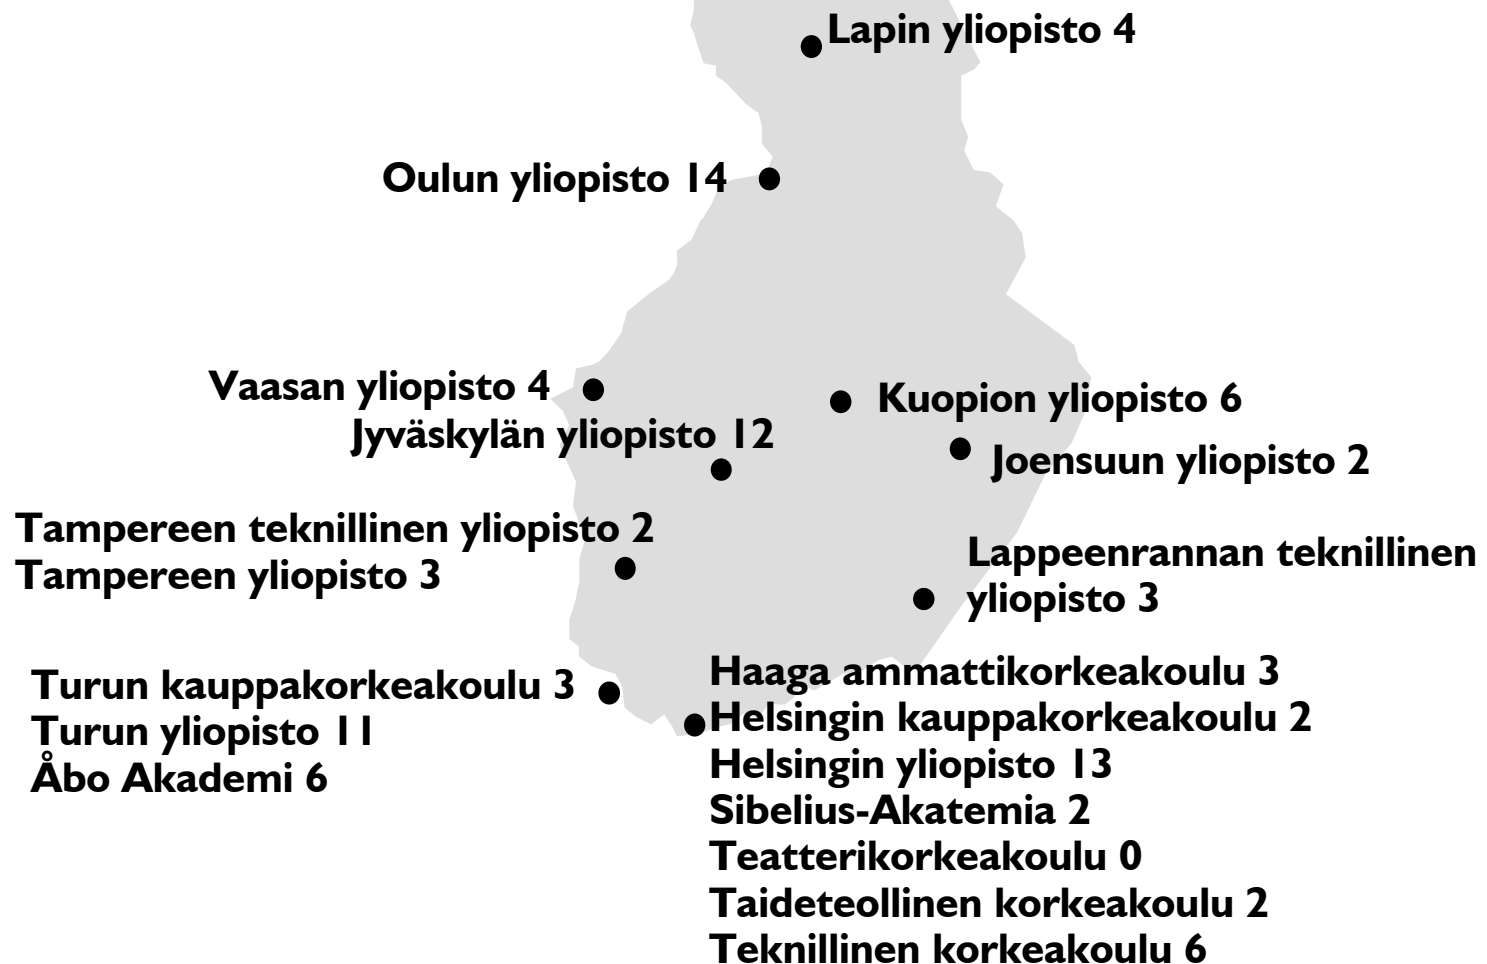 Lapin yliopisto 4
Oulun yliopisto 14
Vaasan yliopisto 4
Kuopion yliopisto 6
Jyväskylän yliopisto 12
Joensuun yliopisto 2
Tampereen teknillinen yliopisto 2
Tampereen yliopisto 3
Lappeenrannan teknillinen
yliopisto 3
Turun kauppakorkeakoulu 3
Turun yliopisto 11
Åbo Akademi 6
Haaga ammattikorkeakoulu 3
Helsingin kauppakorkeakoulu 2
Helsingin yliopisto 13
Sibelius-Akatemia 2
Teatterikorkeakoulu 0
Taideteollinen korkeakoulu 2
Teknillinen korkeakoulu 6